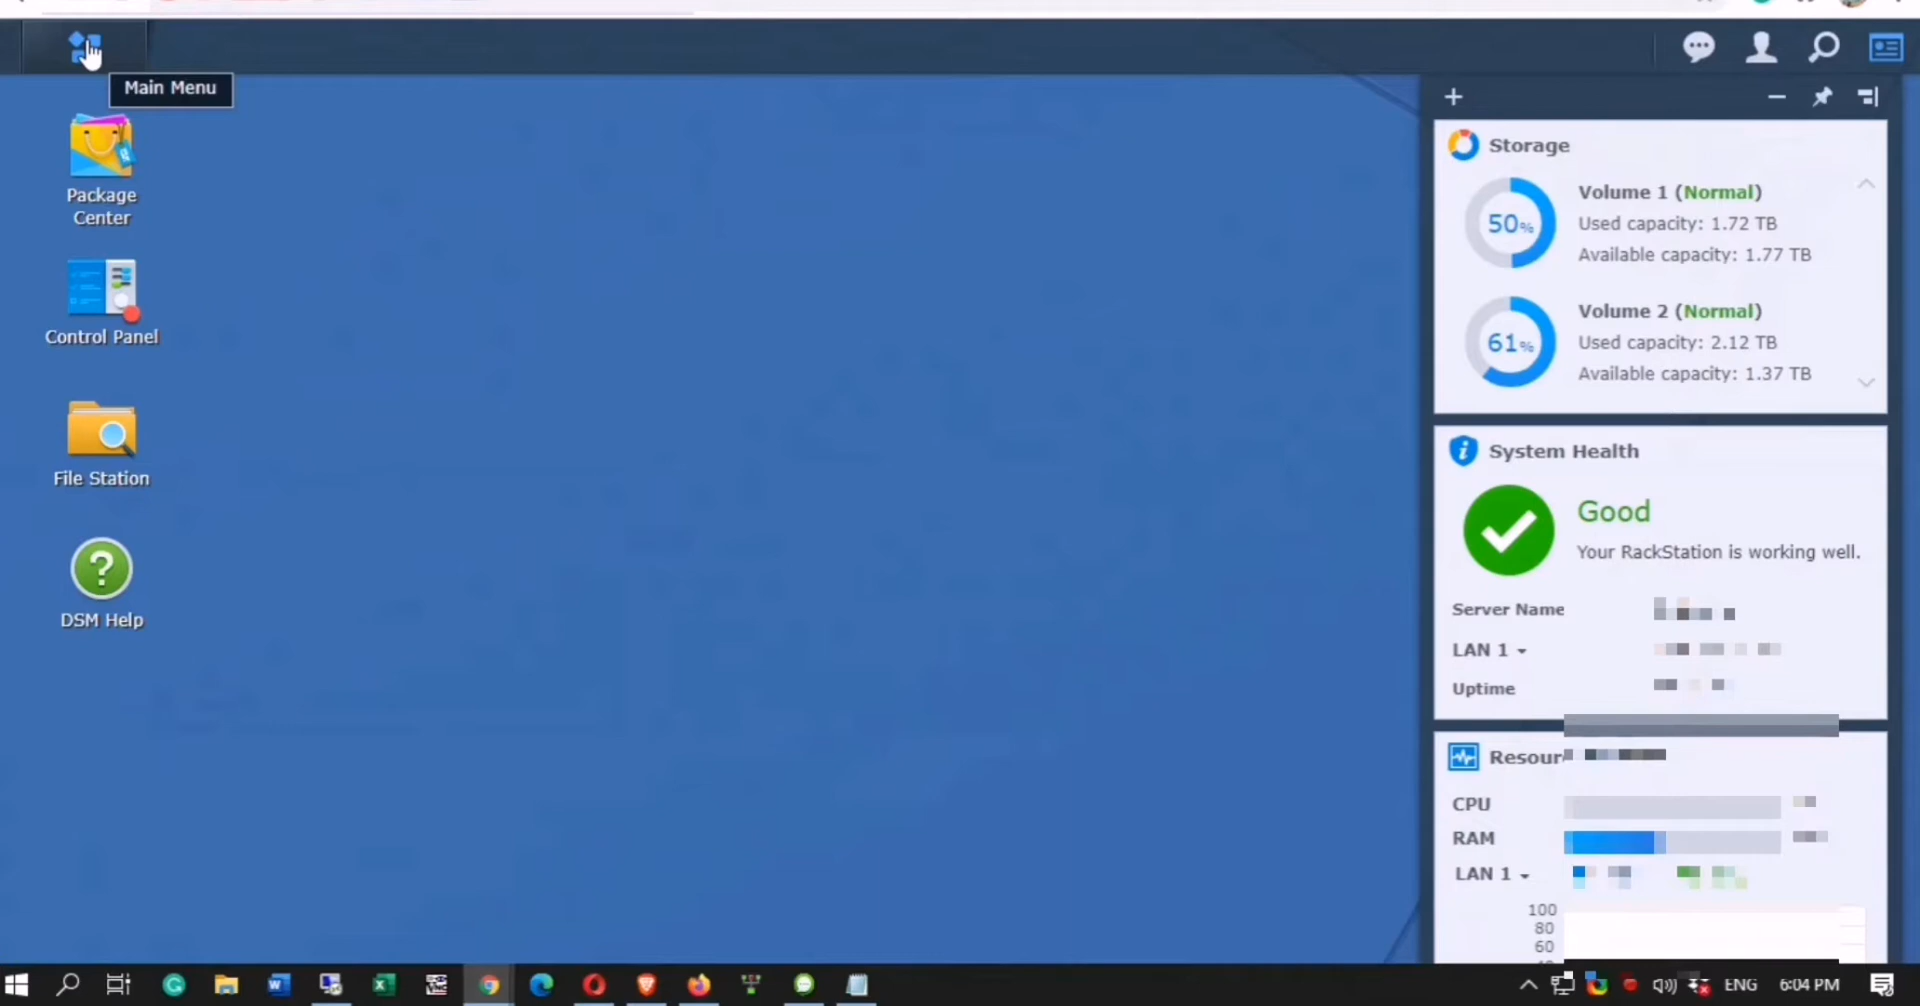 Main Menu
Package
Center
Control Panel
File Station
DSM Help
Storage
50%
Volume 1 (Normal)
Used capacity: 1.72 TB
Available capacity: 1.77 TB
61%
Volume 2 (Normal)
Used capacity: 2.12 TB
Available capacity: 1.37 TB
System Health
Good
Your RackStation is working well.
Server Name
LAN 1
Uptime
CPU
RAM
LAN 1
100
80
60
ENG
6:04 PM